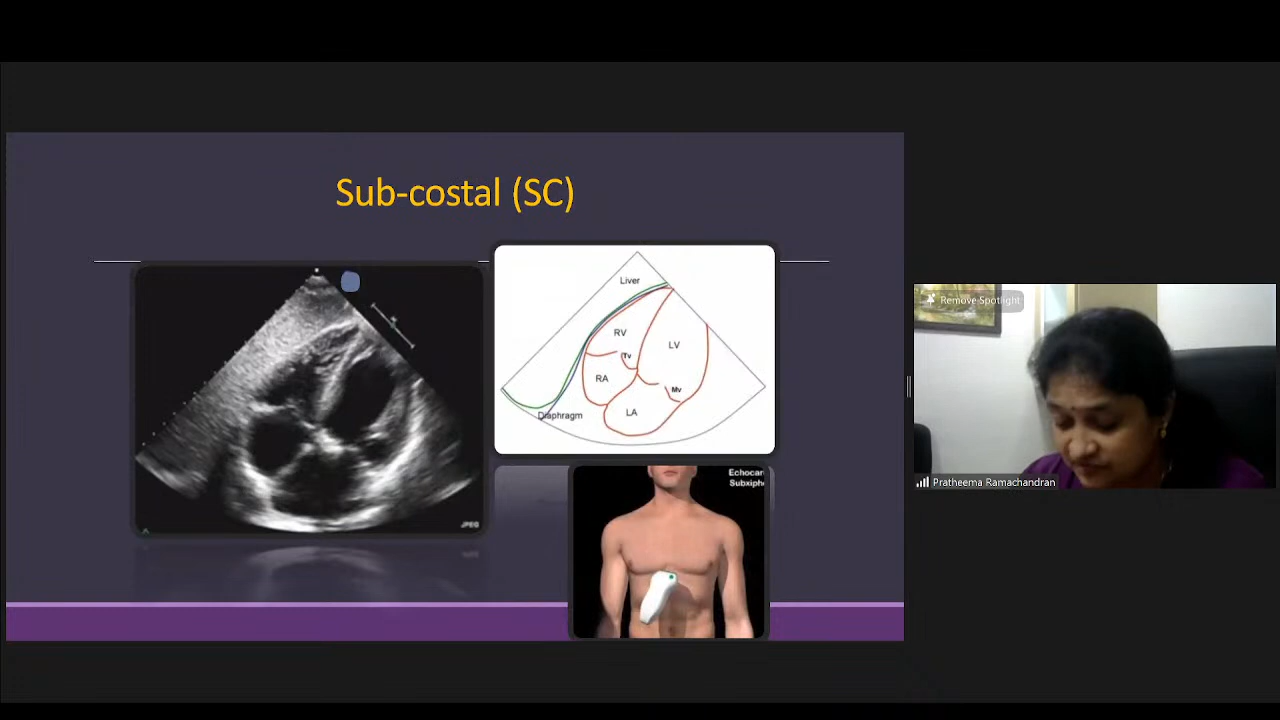 Sub-costal (SC)
Liver
RV
LV
Tv
RA
Mv
LA
Diaphragm
JPEG
Echocar
Subxiph
Remove Spotlight
Pratheema Ramachandran